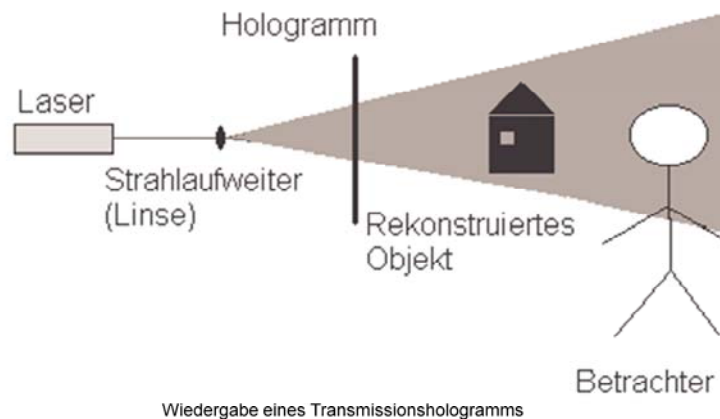 Hologramm
Laser
Strahlaufweiter
(Linse)
Rekonstruiertes
Objekt
Betrachter
Wiedergabe eines Transmissionshologramms